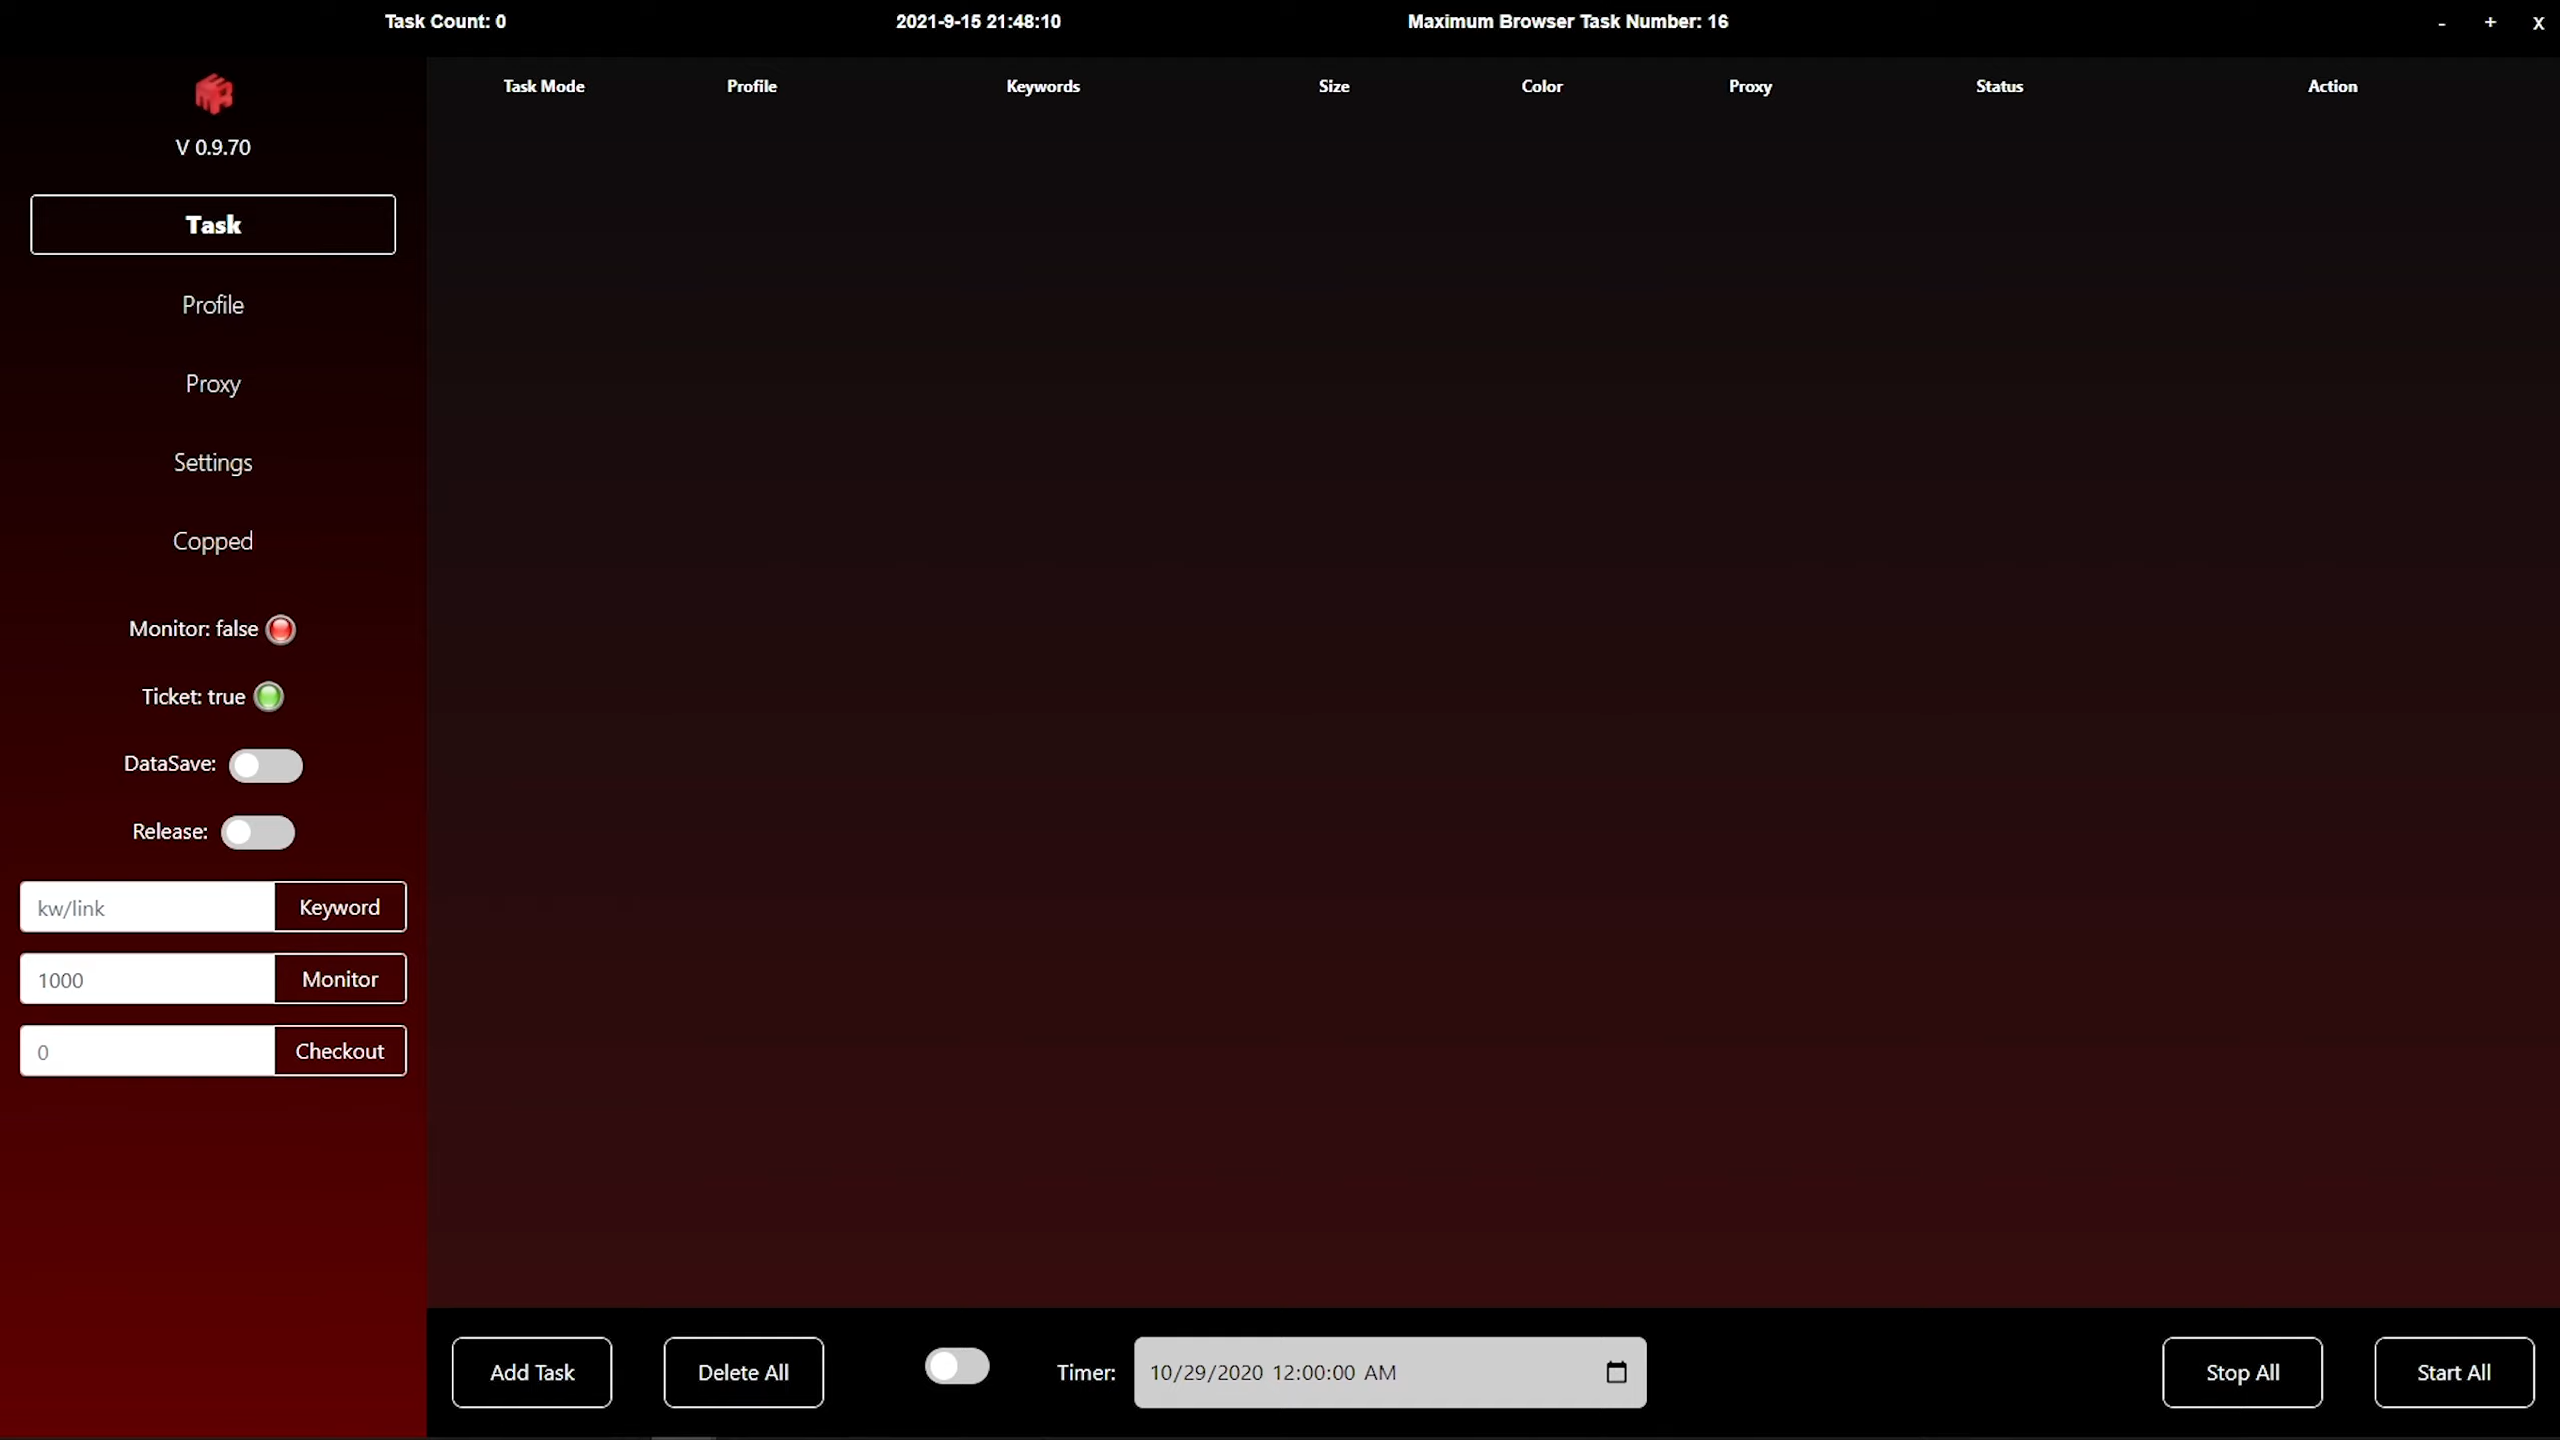 Task Count: 0
2021-9-15 21:48:10
Maximum Browser Task Number: 16
- + X
V 0.9.70
Task
Profile
Proxy
Settings
Copped
Monitor: false
Ticket: true
DataSave:
Release:
kw/link Keyword
1000 Monitor
0 Checkout
Task Mode Profile Keywords Size Color Proxy Status Action
Add Task Delete All Timer: 10/29/2020 12:00:00 AM Stop All Start All